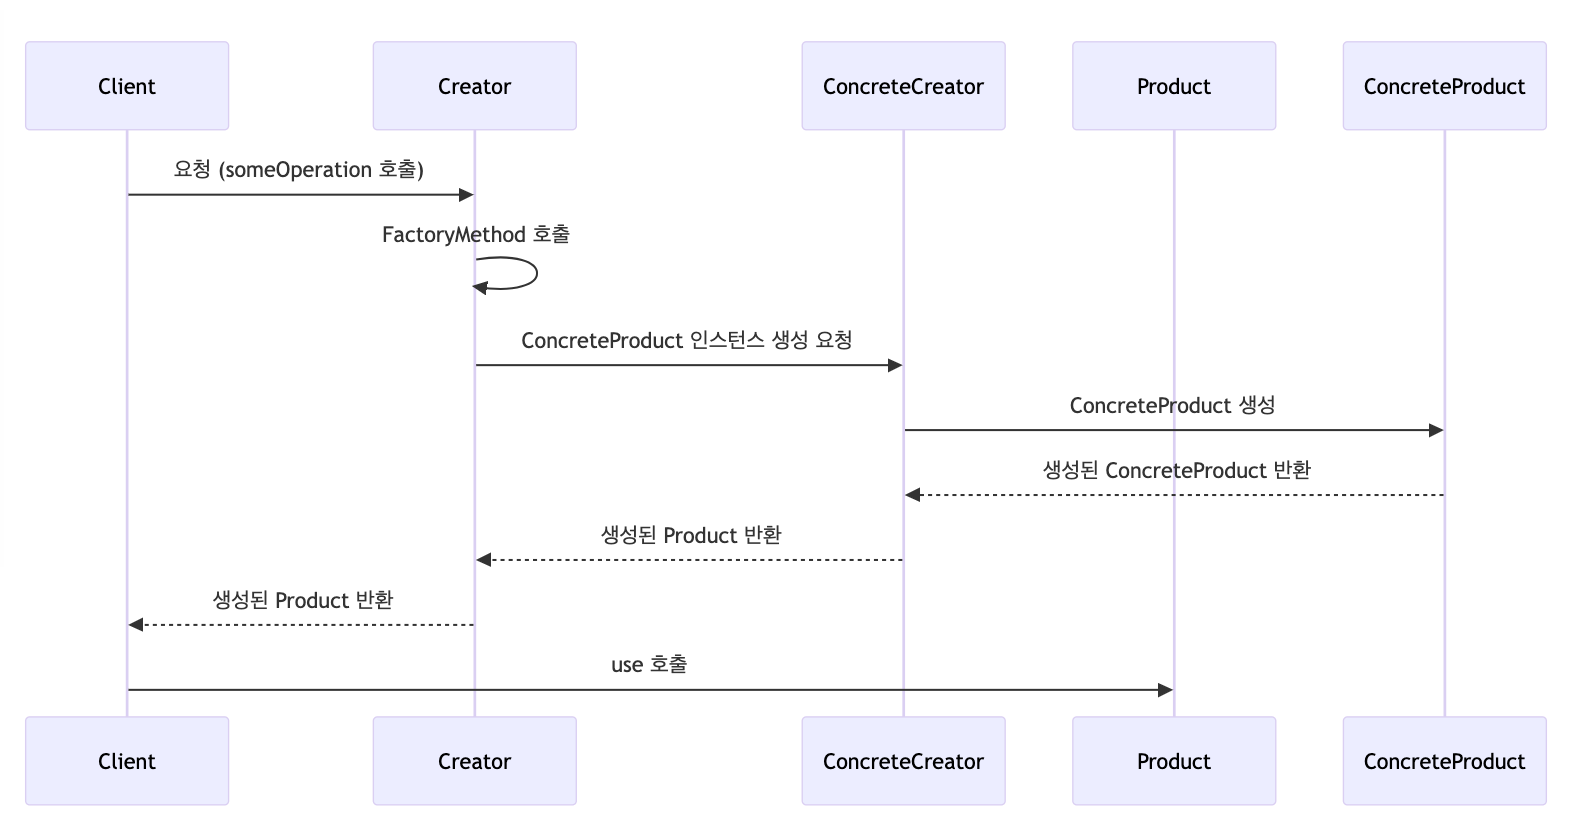 Client
Creator
ConcreteCreator
Product
ConcreteProduct
요청 (someOperation 호출)
FactoryMethod 호출
ConcreteProduct 인스턴스 생성 요청
ConcreteProduct 생성
생성된 ConcreteProduct 반환
생성된 Product 반환
생성된 Product 반환
use 호출
Client
Creator
ConcreteCreator
Product
ConcreteProduct